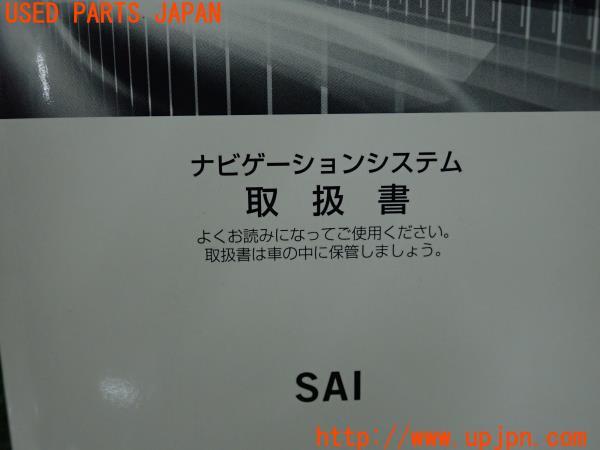 USED PARTS JAPAN
ナビゲーションシステム
取扱書
よくお読みになってご使用ください。
取扱書は車の中に保管しましょう。
SAI
http://www.upjpn.com